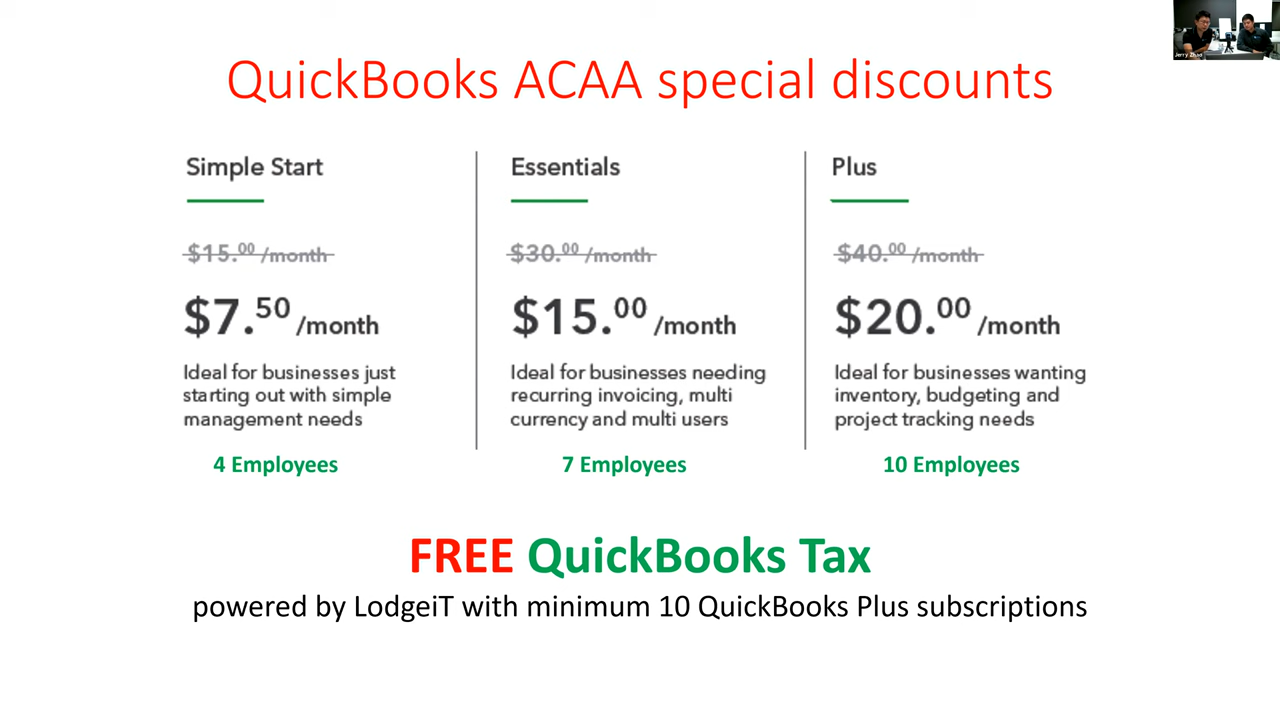 QuickBooks ACAA special discounts
Simple Start
$15.00 /month
$7.50 /month
Ideal for businesses just
starting out with simple
management needs
4 Employees
Essentials
$30.00 /month
$15.00 /month
Ideal for businesses needing
recurring invoicing, multi
currency and multi users
7 Employees
Plus
$40.00 /month
$20.00 /month
Ideal for businesses wanting
inventory, budgeting and
project tracking needs
10 Employees
FREE QuickBooks Tax
powered by LodgeiT with minimum 10 QuickBooks Plus subscriptions
Jerry Zhao